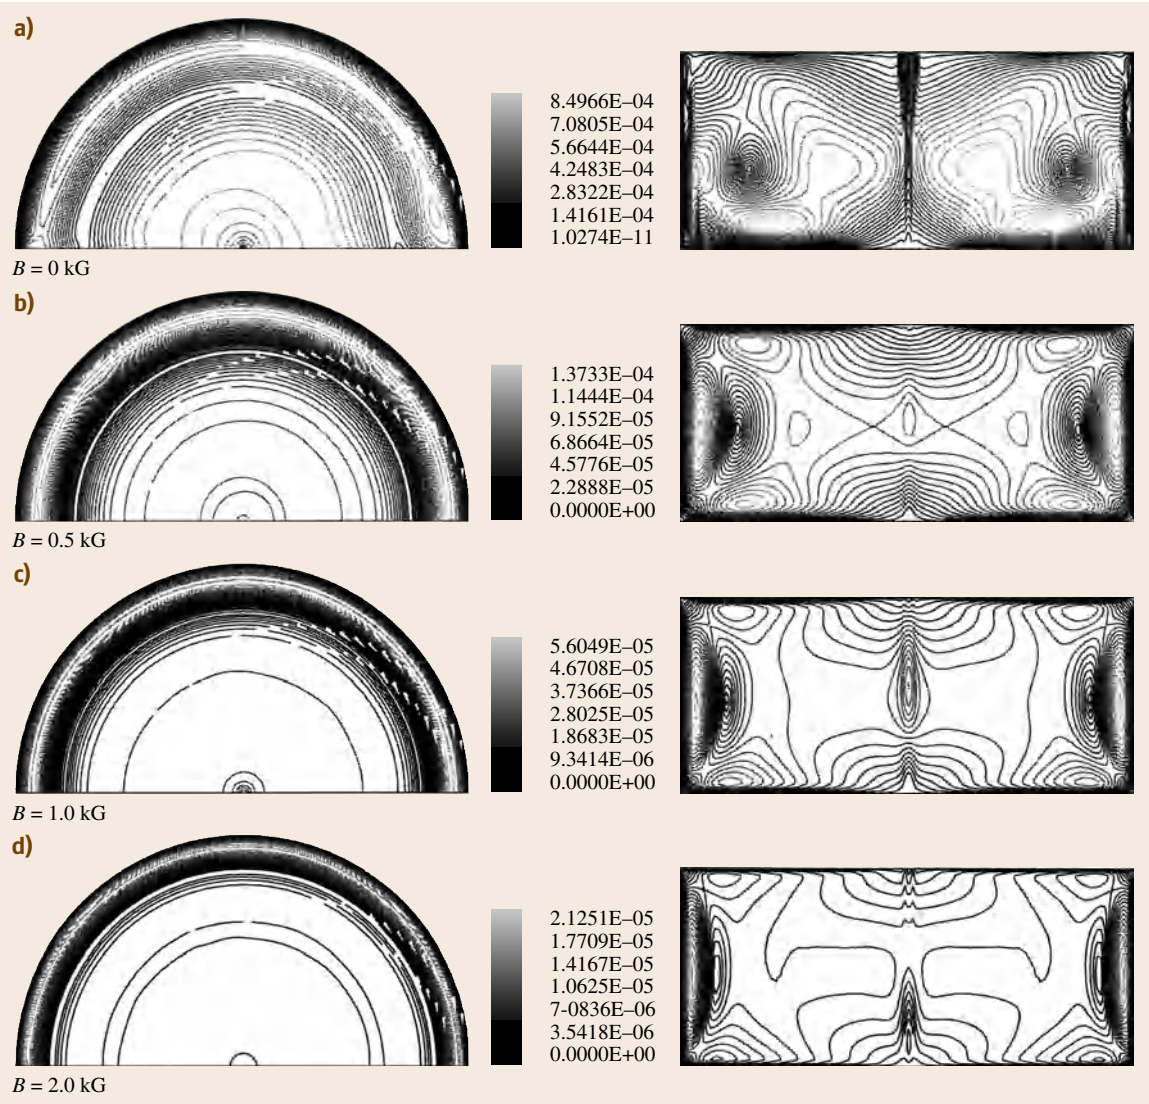 a)
8.4966E–04
7.0805E–04
5.6644E–04
4.2483E–04
2.8322E–04
1.4161E–04
1.0274E–11
B = 0 kG
b)
1.3733E–04
1.1444E–04
9.1552E–05
6.8664E–05
4.5776E–05
2.2888E–05
0.0000E+00
B = 0.5 kG
c)
5.6049E–05
4.6708E–05
3.7366E–05
2.8025E–05
1.8683E–05
9.3414E–06
0.0000E+00
B = 1.0 kG
d)
2.1251E–05
1.7709E–05
1.4167E–05
1.0625E–05
7-0836E–06
3.5418E–06
0.0000E+00
B = 2.0 kG